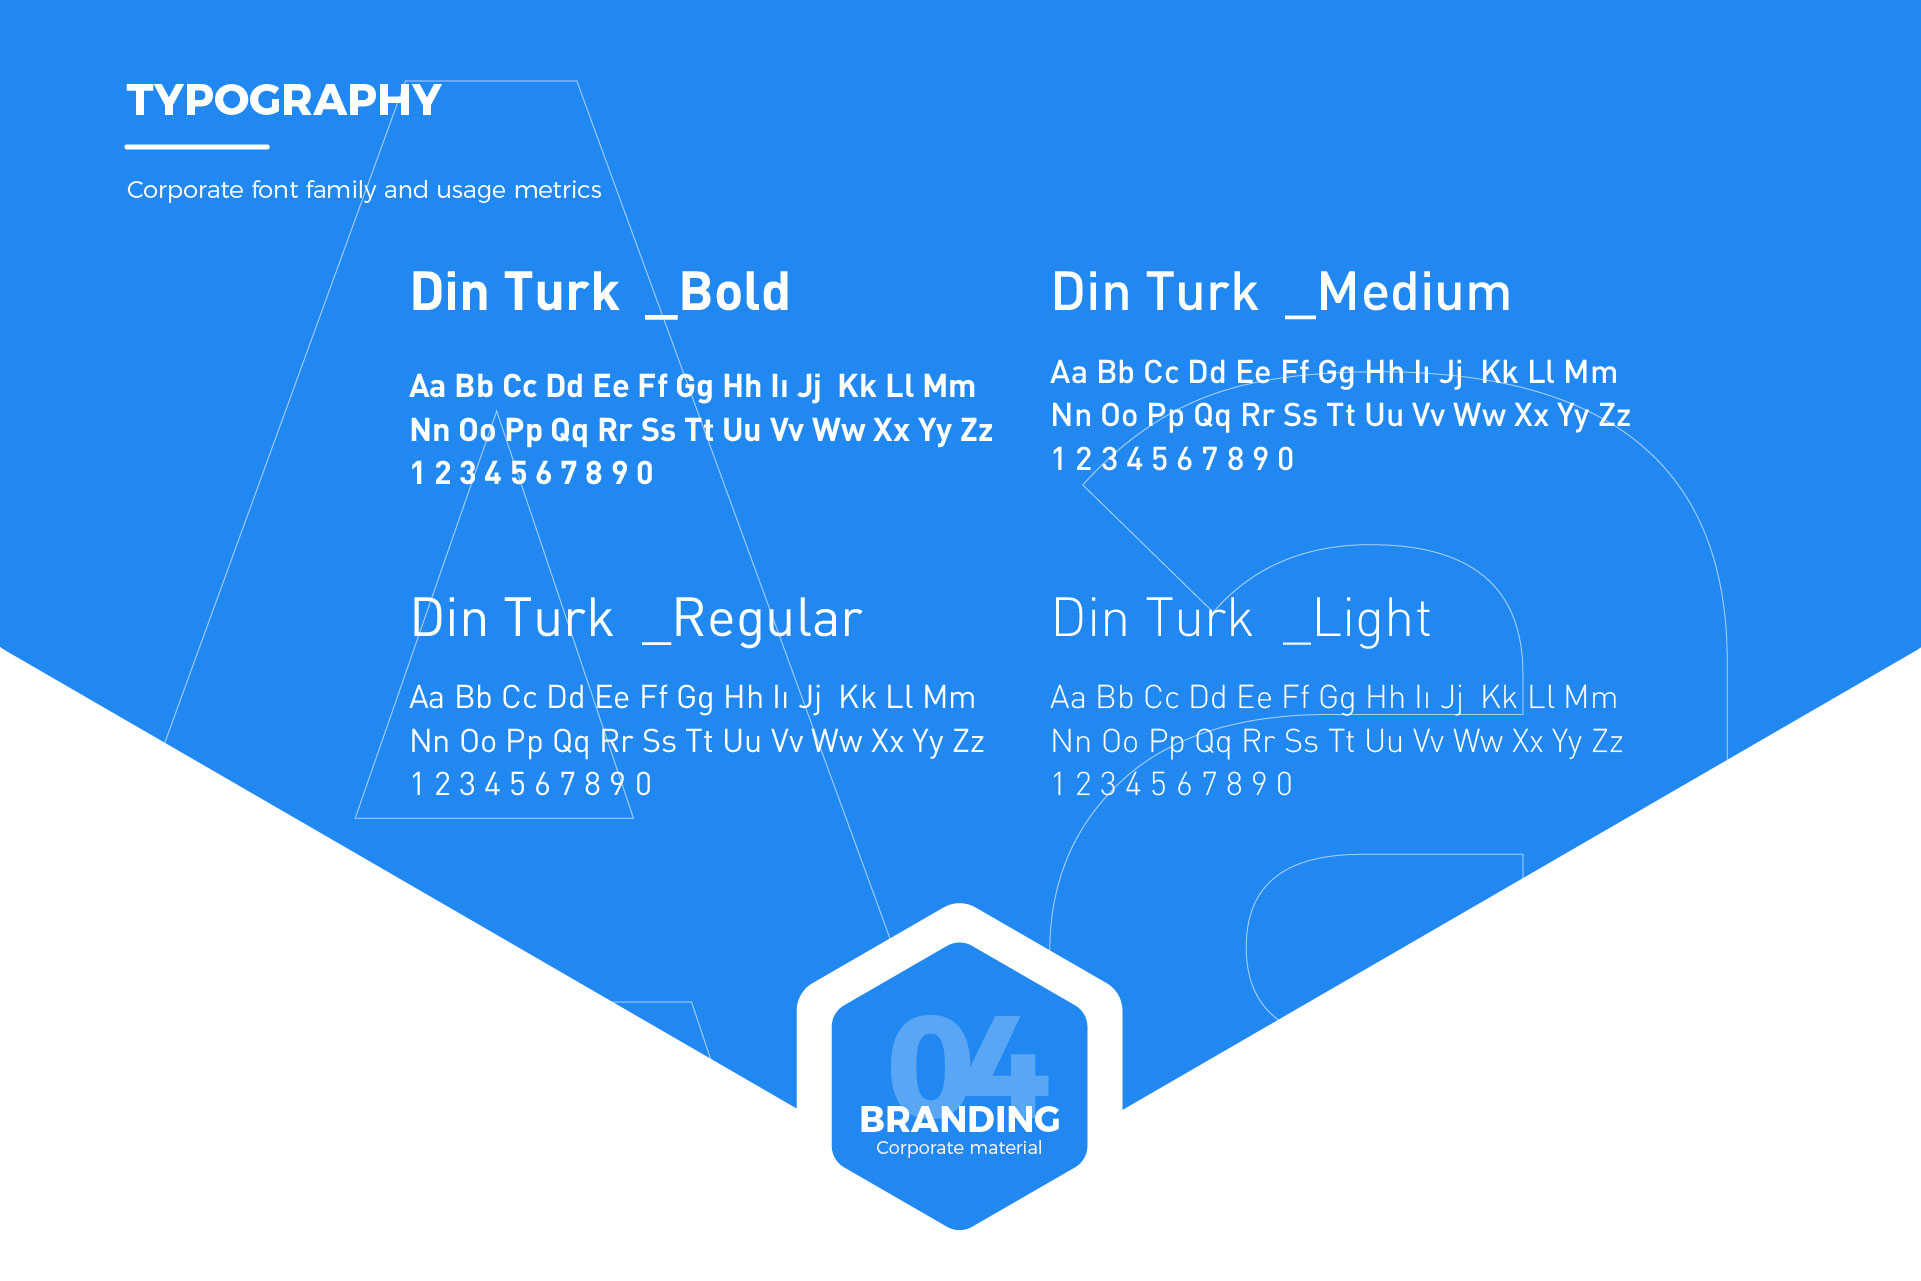 TYPOGRAPHY
Corporate font family and usage metrics
Din Turk _Bold
Aa Bb Cc Dd Ee Ff Gg Hh Iı Jj Kk Ll Mm
Nn Oo Pp Qq Rr Ss Tt Uu Vv Ww Xx Yy Zz
1 2 3 4 5 6 7 8 9 0
Din Turk _Medium
Aa Bb Cc Dd Ee Ff Gg Hh Iı Jj Kk Ll Mm
Nn Oo Pp Qq Rr Ss Tt Uu Vv Ww Xx Yy Zz
1 2 3 4 5 6 7 8 9 0
Din Turk _Regular
Aa Bb Cc Dd Ee Ff Gg Hh Iı Jj Kk Ll Mm
Nn Oo Pp Qq Rr Ss Tt Uu Vv Ww Xx Yy Zz
1 2 3 4 5 6 7 8 9 0
Din Turk _Light
Aa Bb Cc Dd Ee Ff Gg Hh Iı Jj Kk Ll Mm
Nn Oo Pp Qq Rr Ss Tt Uu Vv Ww Xx Yy Zz
1 2 3 4 5 6 7 8 9 0
Aa
04
BRANDING
Corporate material